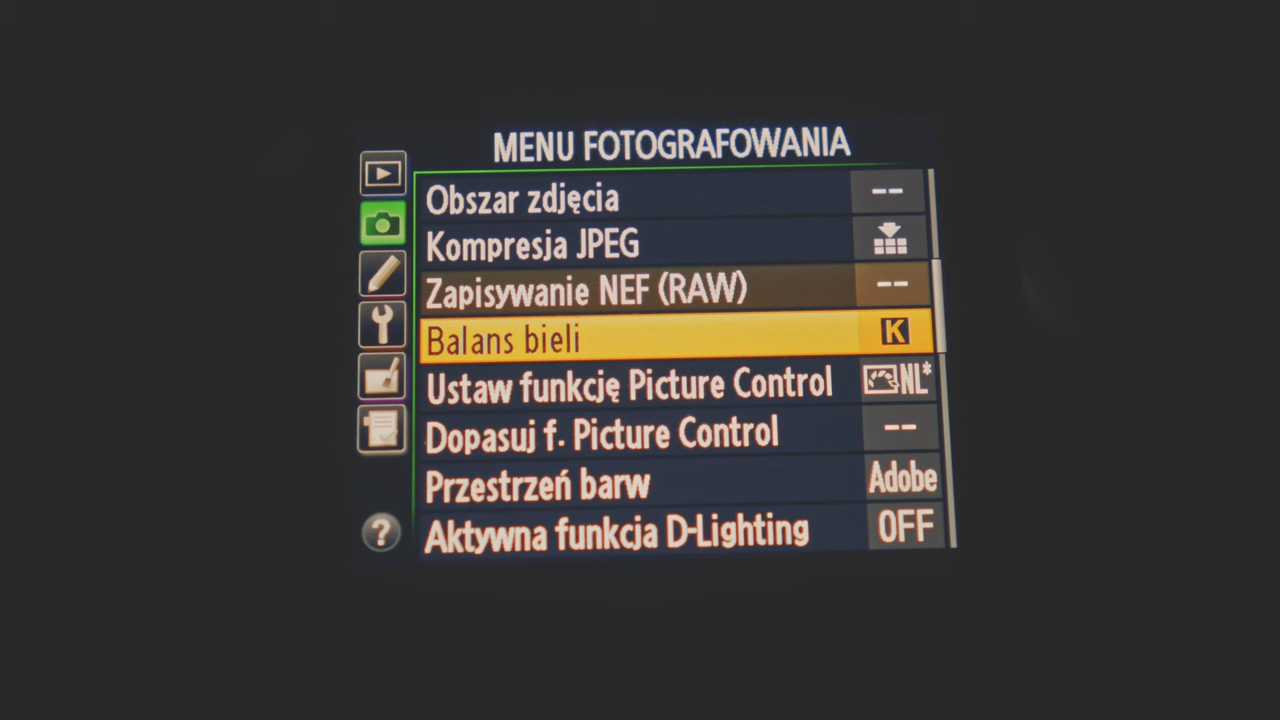 MENU FOTOGRAFOWANIA
Obszar zdjęcia --
Kompresja JPEG
Zapisywanie NEF (RAW) --
Balans bieli K
Ustaw funkcję Picture Control NL*
Dopasuj f. Picture Control --
Przestrzeń barw Adobe
Aktywna funkcja D-Lighting OFF
?